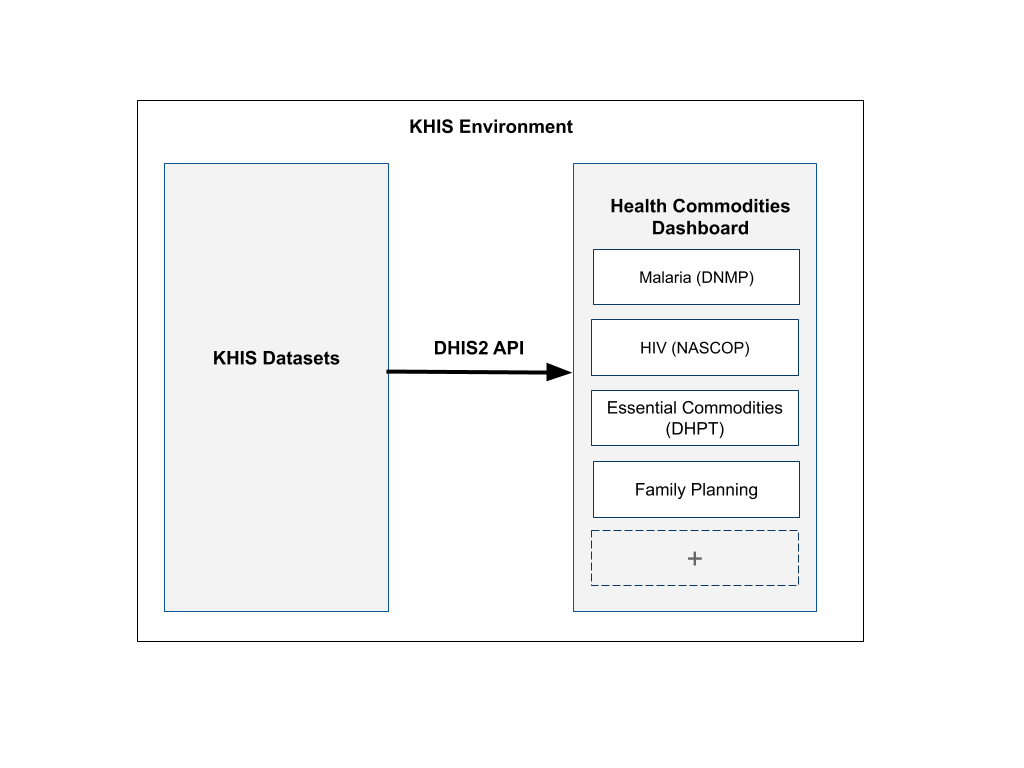 KHIS Environment
KHIS Datasets
DHIS2 API
Health Commodities
Dashboard
Malaria (DNMP)
HIV (NASCOP)
Essential Commodities
(DHPT)
Family Planning
+